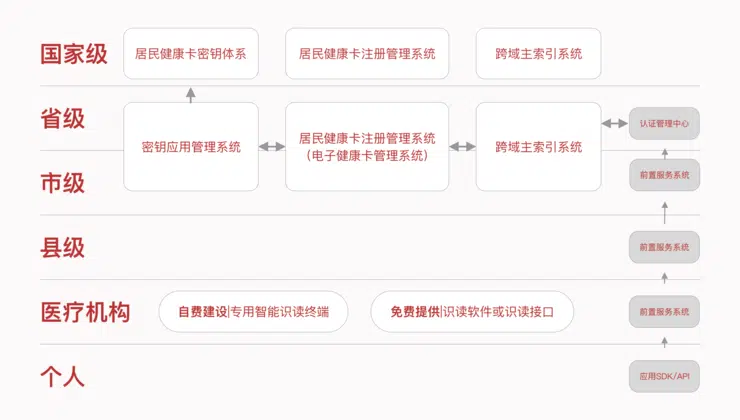 国家级
居民健康卡密钥体系
居民健康卡注册管理系统
跨域主索引系统
省级
密钥应用管理系统
居民健康卡注册管理系统
（电子健康卡管理系统）
跨域主索引系统
认证管理中心
市级
前置服务系统
县级
前置服务系统
医疗机构
自费建设|专用智能识读终端
免费提供|识读软件或识读接口
前置服务系统
个人
应用SDK/API